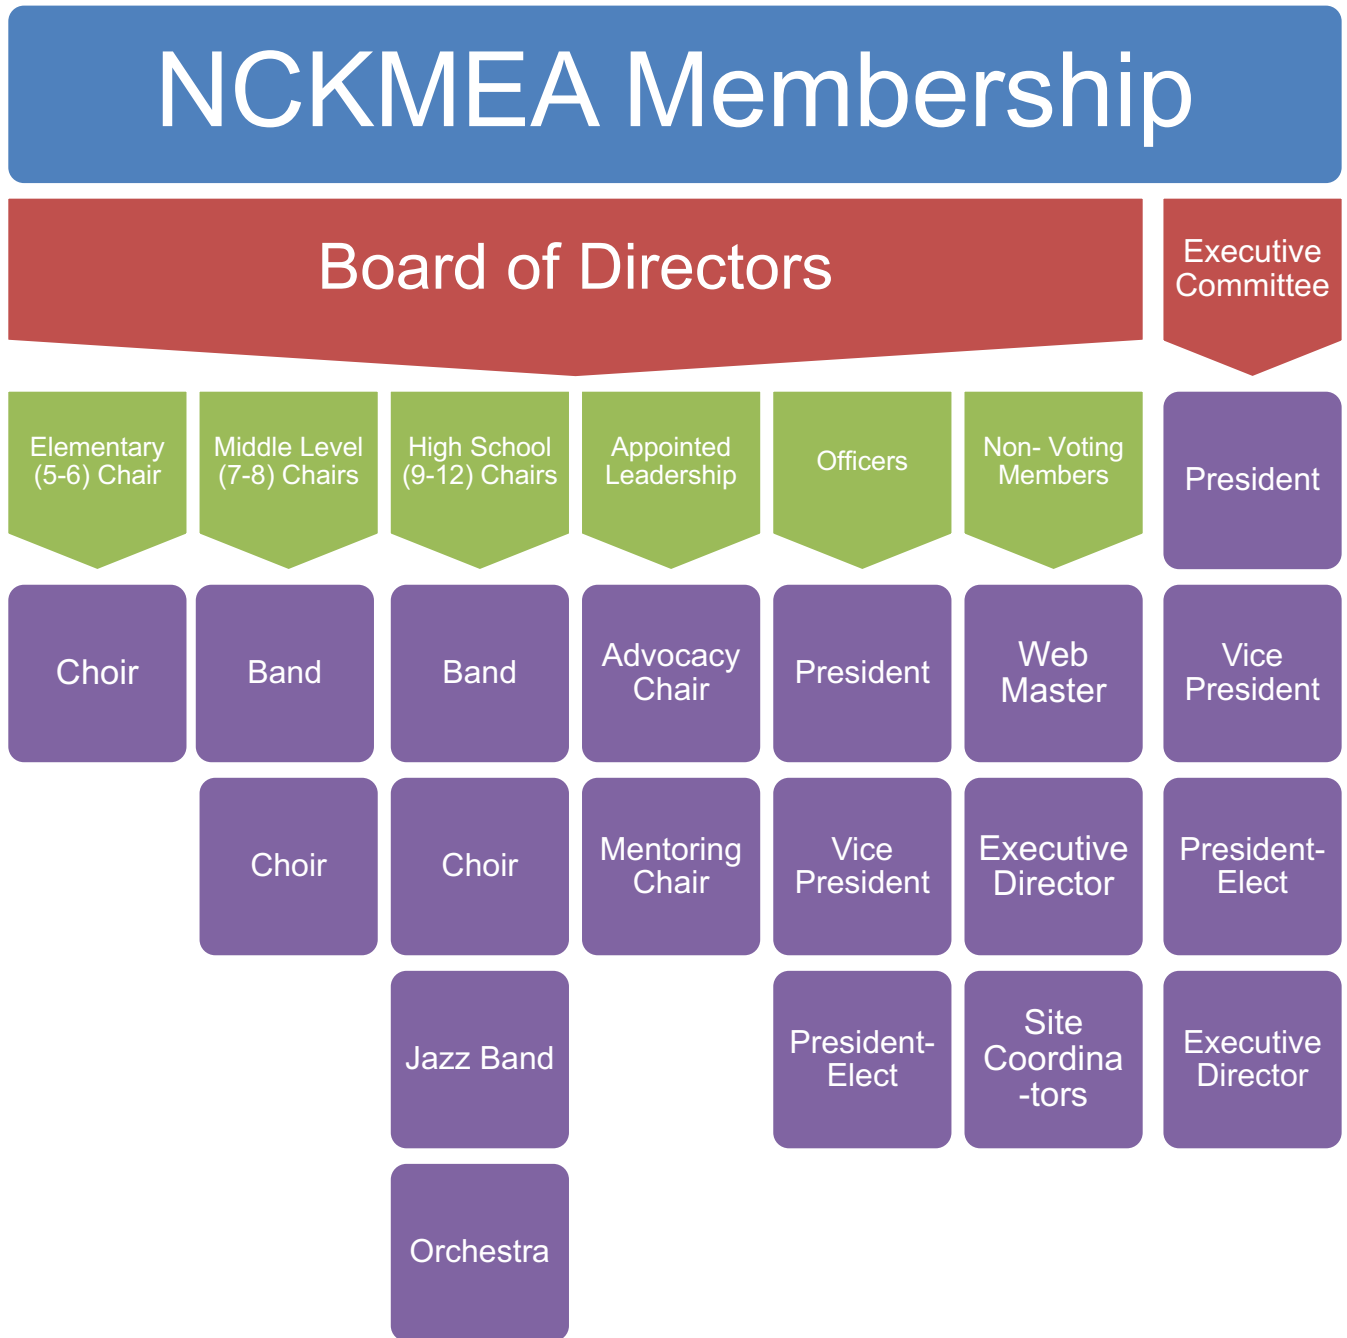 NCKMEA Membership
Board of Directors
Executive
Committee
Elementary
(5-6) Chair
Middle Level
(7-8) Chairs
High School
(9-12) Chairs
Appointed
Leadership
Officers
Non- Voting
Members
President
Choir
Band
Band
Advocacy
Chair
President
Web
Master
Vice
President
Choir
Choir
Mentoring
Chair
Vice
President
Executive
Director
President-
Elect
Jazz Band
President-
Elect
Site
Coordina
-tors
Executive
Director
Orchestra